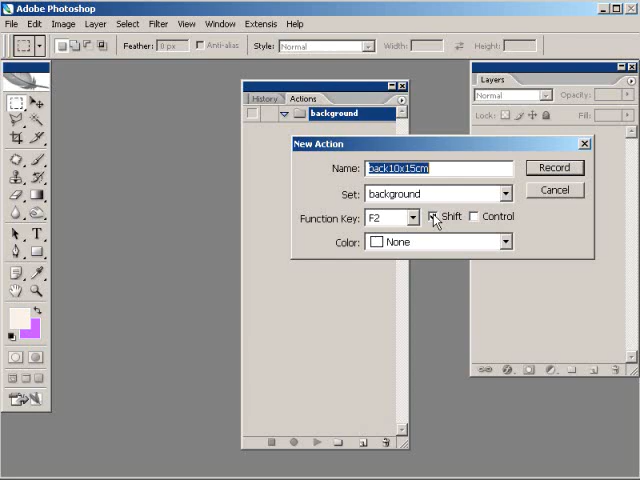 Adobe Photoshop
File Edit Image Layer Select Filter View Window Extensis Help
Feather: 0 px Anti-alias Style: Normal Width: Height:
History Actions
background
Layers
Normal Opacity:
Lock: Fill:
New Action
Name: back10x15cm Record
Set: background Cancel
Function Key: F2 Shift Control
Color: None